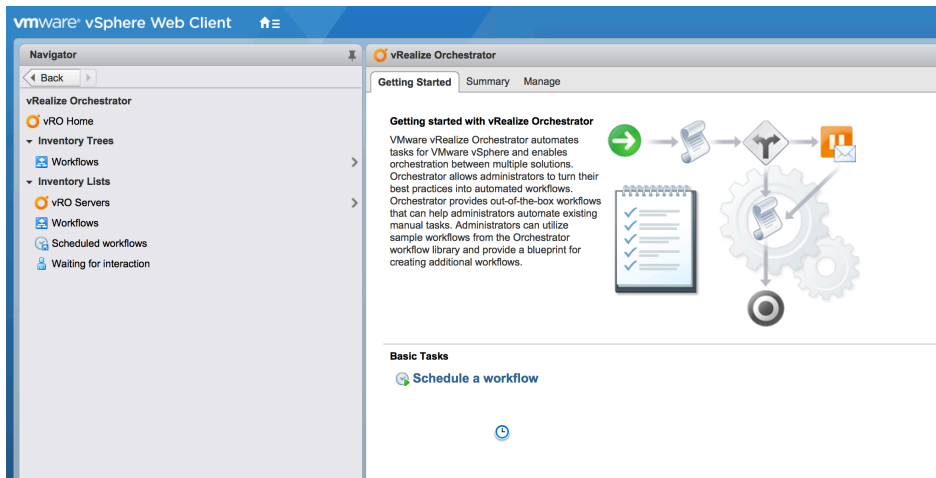 vmware® vSphere Web Client
Navigator
Back
vRealize Orchestrator
vRO Home
Inventory Trees
Workflows
Inventory Lists
vRO Servers
Workflows
Scheduled workflows
Waiting for interaction
vRealize Orchestrator
Getting Started Summary Manage
Getting started with vRealize Orchestrator
VMware vRealize Orchestrator automates
tasks for VMware vSphere and enables
orchestration between multiple solutions.
Orchestrator allows administrators to turn their
best practices into automated workflows.
Orchestrator provides out-of-the-box workflows
that can help administrators automate existing
manual tasks. Administrators can utilize
sample workflows from the Orchestrator
workflow library and provide a blueprint for
creating additional workflows.
Basic Tasks
Schedule a workflow